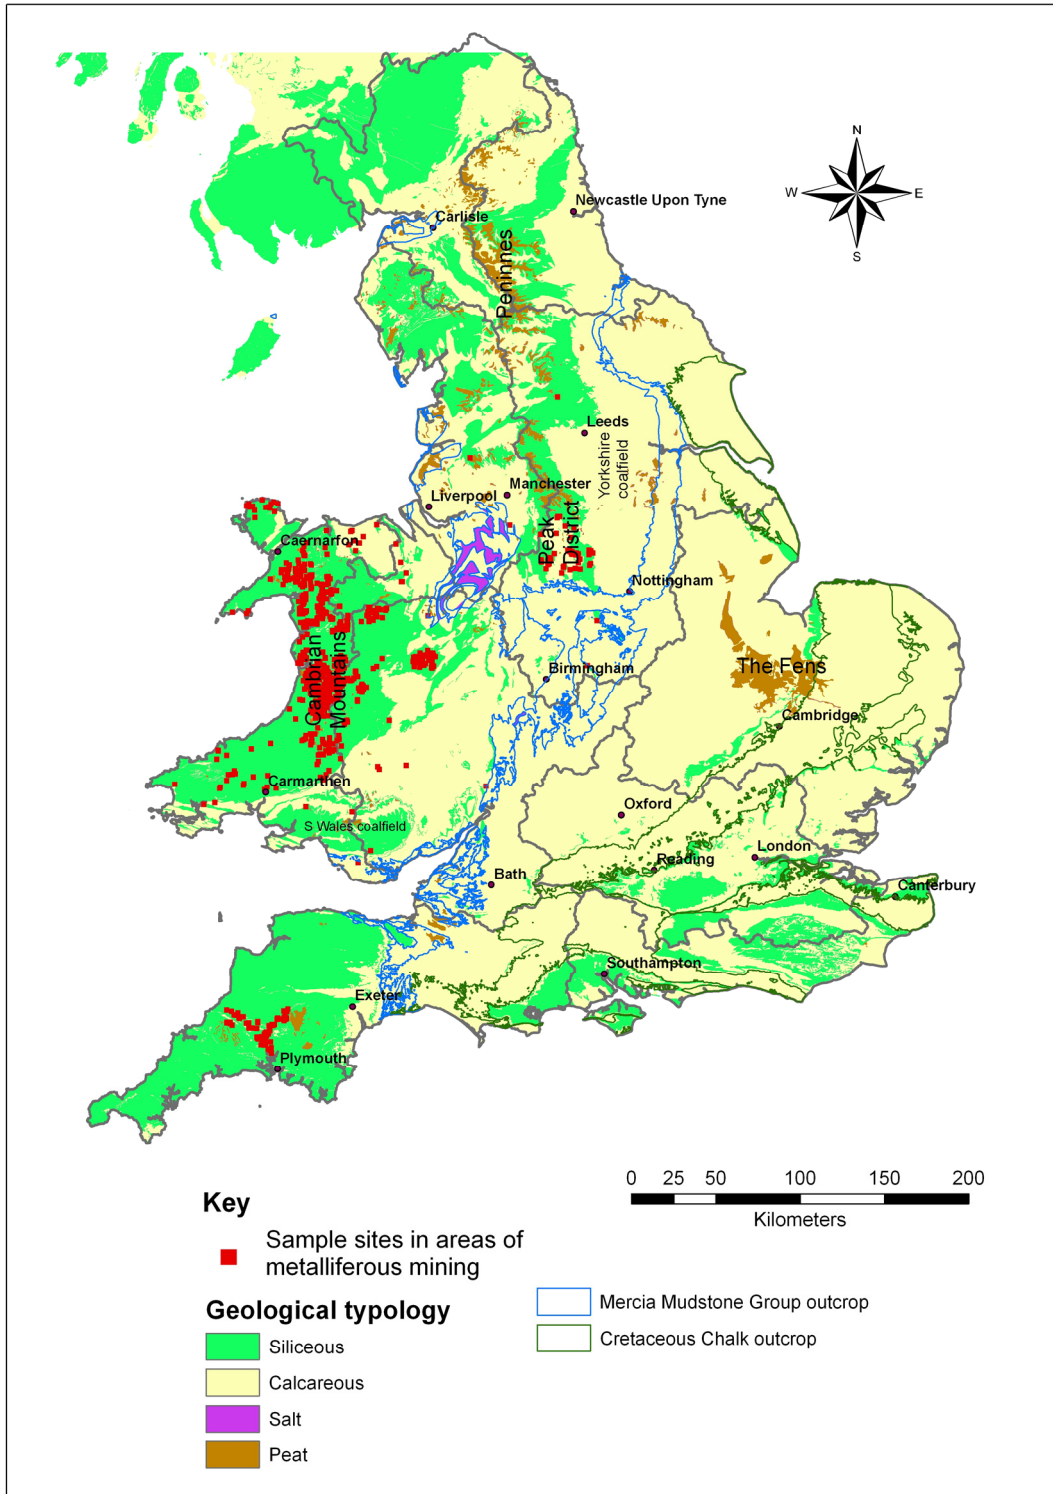 N
W
E
S
Newcastle Upon Tyne
Carlisle
Peninnes
Leeds
Yorkshire
coalfield
Manchester
Liverpool
Peak
District
Caernarfon
Nottingham
Cambrian
Mountains
Birmingham
The Fens
Cambridge
Carmarthen
Oxford
S Wales coalfield
London
Reading
Bath
Canterbury
Southampton
Exeter
Plymouth
0 25 50 100 150 200
Kilometers
Key
Sample sites in areas of
metalliferous mining
Geological typology
Siliceous
Calcareous
Salt
Peat
Mercia Mudstone Group outcrop
Cretaceous Chalk outcrop